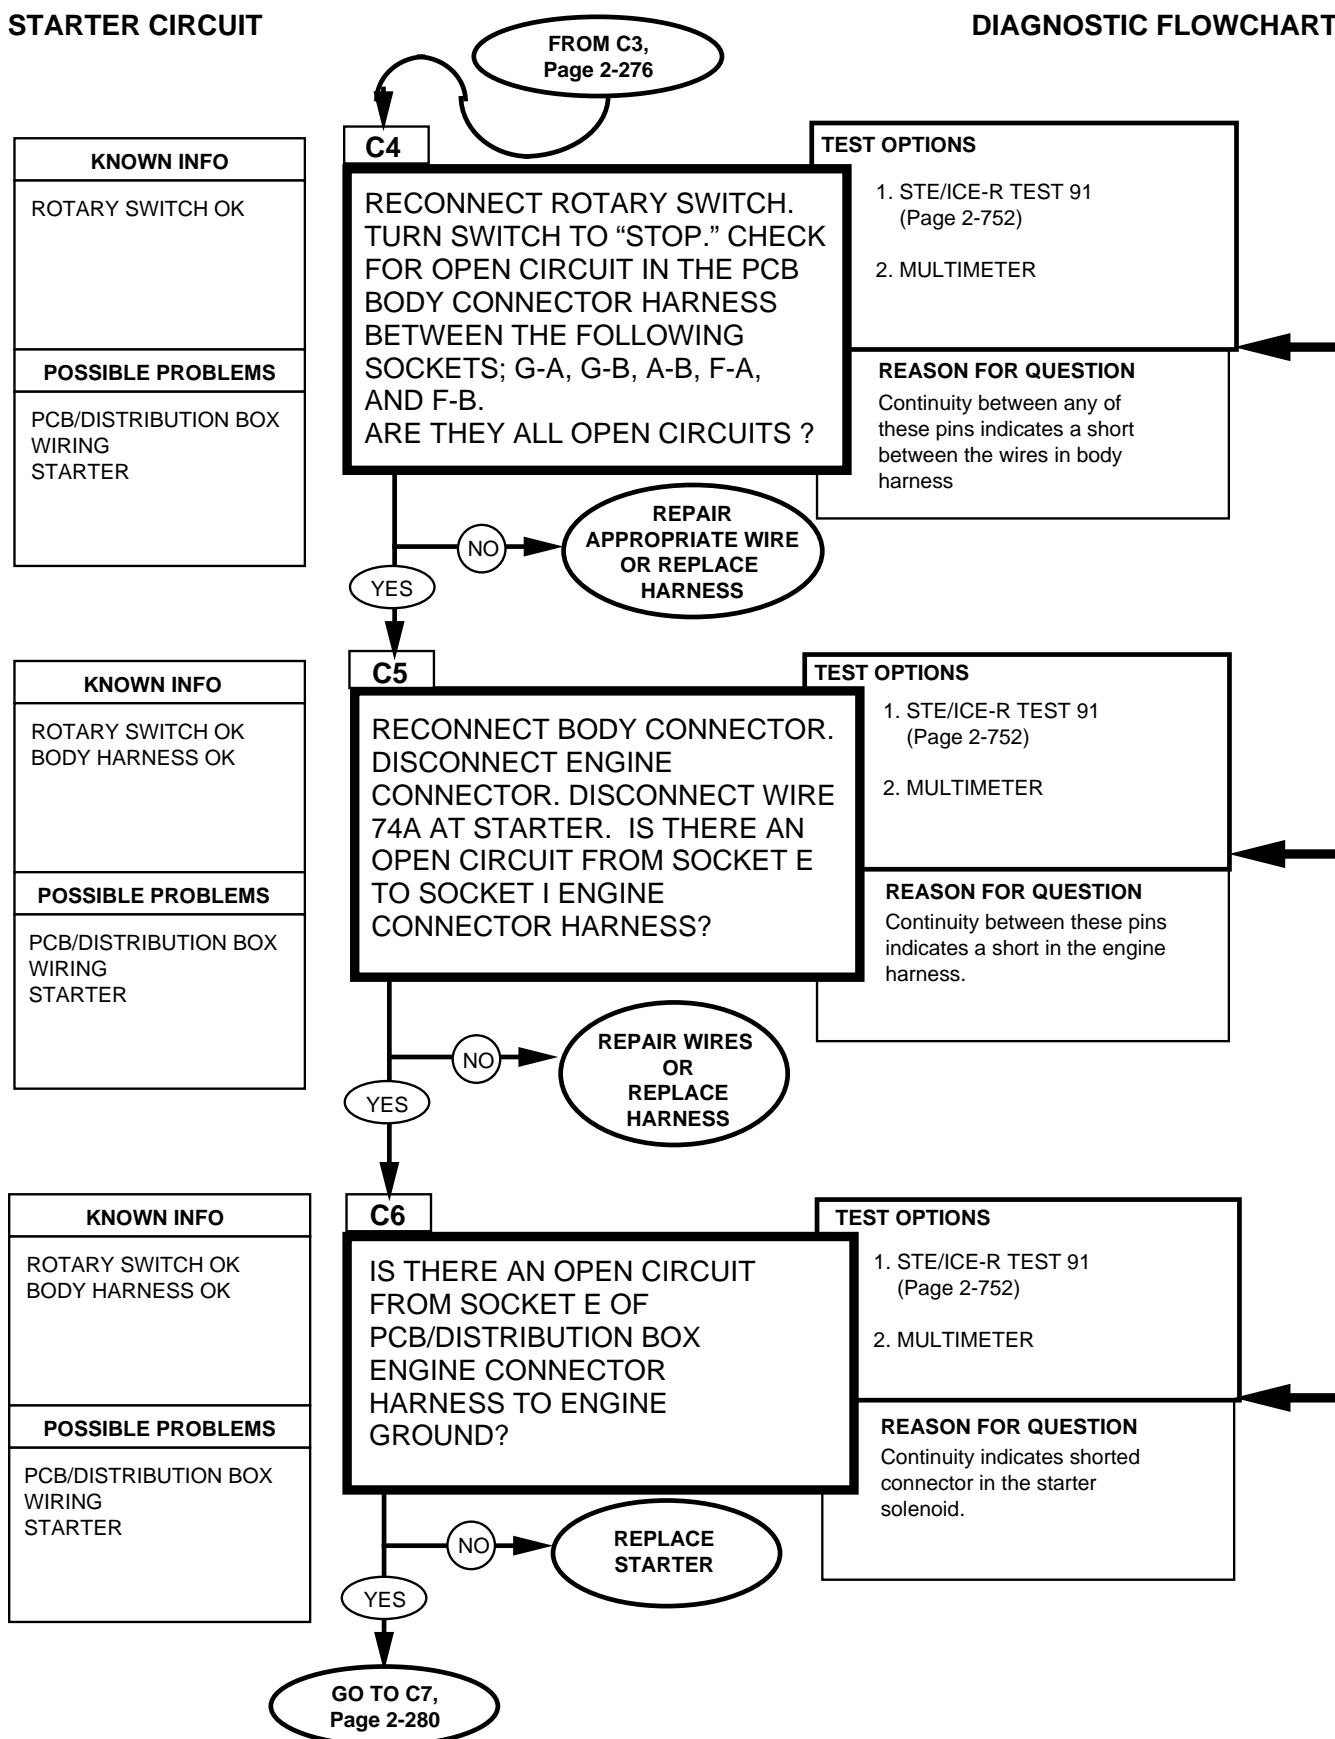 STARTER CIRCUIT
DIAGNOSTIC FLOWCHART
FROM C3,
Page 2-276
KNOWN INFO
ROTARY SWITCH OK
POSSIBLE PROBLEMS
PCB/DISTRIBUTION BOX
WIRING
STARTER
C4
RECONNECT ROTARY SWITCH.
TURN SWITCH TO “STOP.” CHECK
FOR OPEN CIRCUIT IN THE PCB
BODY CONNECTOR HARNESS
BETWEEN THE FOLLOWING
SOCKETS; G-A, G-B, A-B, F-A,
AND F-B.
ARE THEY ALL OPEN CIRCUITS ?
TEST OPTIONS
1. STE/ICE-R TEST 91
(Page 2-752)
2. MULTIMETER
REASON FOR QUESTION
Continuity between any of
these pins indicates a short
between the wires in body
harness
NO
REPAIR
APPROPRIATE WIRE
OR REPLACE
HARNESS
YES
KNOWN INFO
ROTARY SWITCH OK
BODY HARNESS OK
POSSIBLE PROBLEMS
PCB/DISTRIBUTION BOX
WIRING
STARTER
C5
RECONNECT BODY CONNECTOR.
DISCONNECT ENGINE
CONNECTOR. DISCONNECT WIRE
74A AT STARTER. IS THERE AN
OPEN CIRCUIT FROM SOCKET E
TO SOCKET I ENGINE
CONNECTOR HARNESS?
TEST OPTIONS
1. STE/ICE-R TEST 91
(Page 2-752)
2. MULTIMETER
REASON FOR QUESTION
Continuity between these pins
indicates a short in the engine
harness.
NO
REPAIR WIRES
OR
REPLACE
HARNESS
YES
KNOWN INFO
ROTARY SWITCH OK
BODY HARNESS OK
POSSIBLE PROBLEMS
PCB/DISTRIBUTION BOX
WIRING
STARTER
C6
IS THERE AN OPEN CIRCUIT
FROM SOCKET E OF
PCB/DISTRIBUTION BOX
ENGINE CONNECTOR
HARNESS TO ENGINE
GROUND?
TEST OPTIONS
1. STE/ICE-R TEST 91
(Page 2-752)
2. MULTIMETER
REASON FOR QUESTION
Continuity indicates shorted
connector in the starter
solenoid.
NO
REPLACE
STARTER
YES
GO TO C7,
Page 2-280